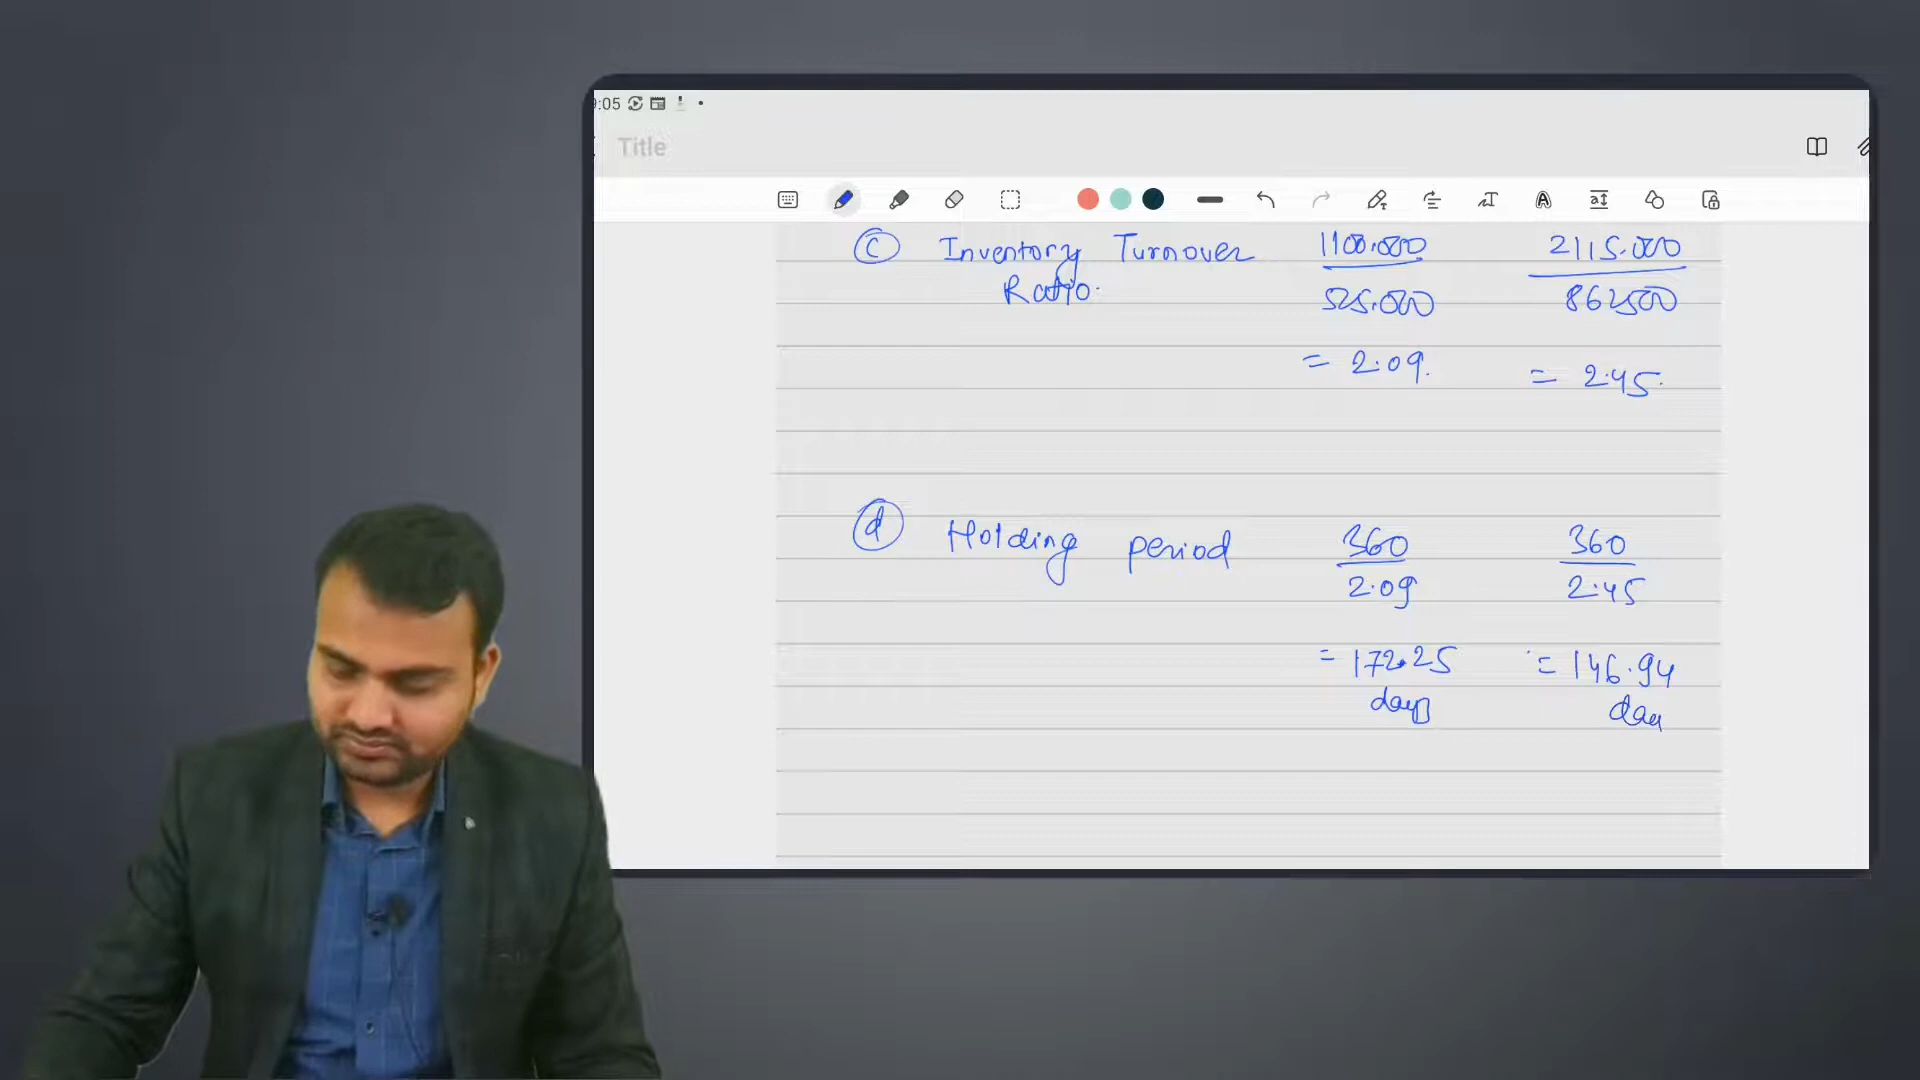 9:05
Title
ⓒ Inventory Turnover 1100.000 2115.000
Ratio. 525.000 862500
= 2.09. = 2.45.
ⓓ Holding period 360 360
2.09 2.45
= 172.25 = 146.94
days day